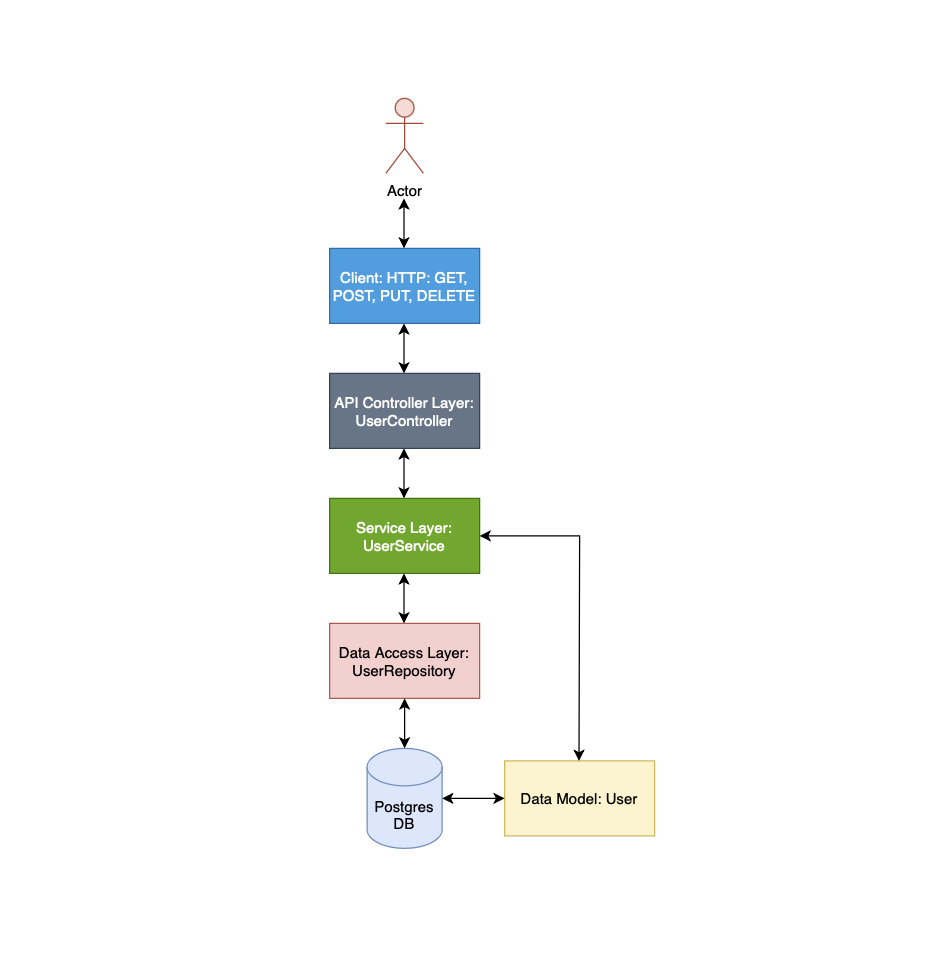 Actor
Client: HTTP: GET,
POST, PUT, DELETE
API Controller Layer:
UserController
Service Layer:
UserService
Data Access Layer:
UserRepository
Postgres
DB
Data Model: User